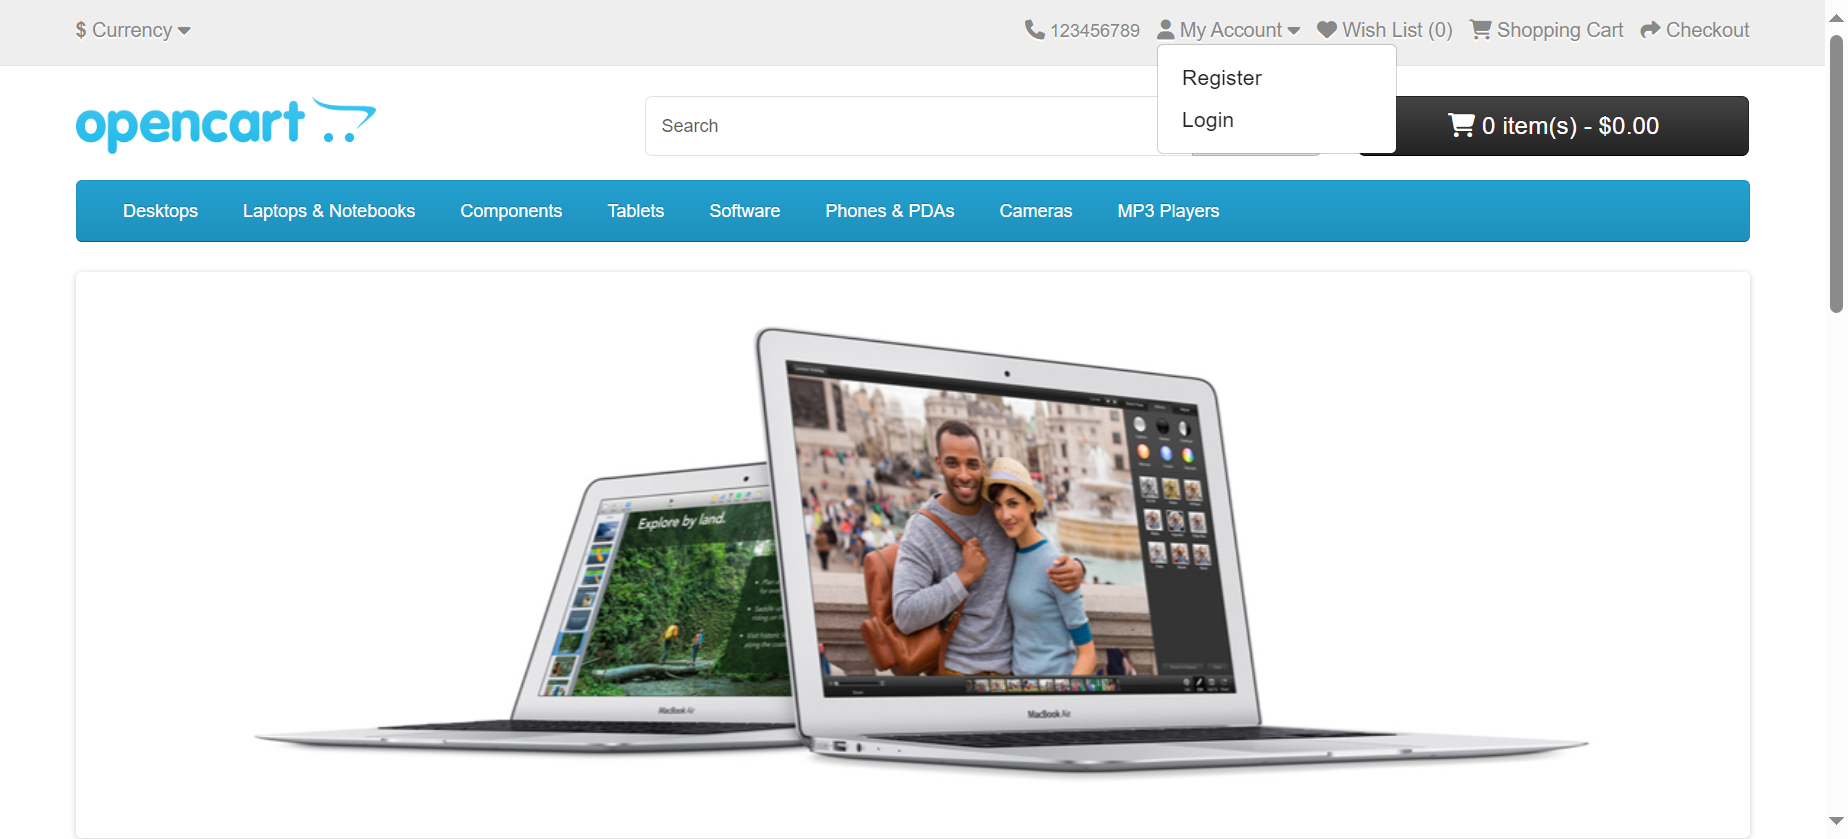 $ Currency
123456789 My Account Wish List (0) Shopping Cart Checkout
Register
Login
opencart
Search
0 item(s) - $0.00
Desktops Laptops & Notebooks Components Tablets Software Phones & PDAs Cameras MP3 Players
Explore by land.
MacBook Air
MacBook Air